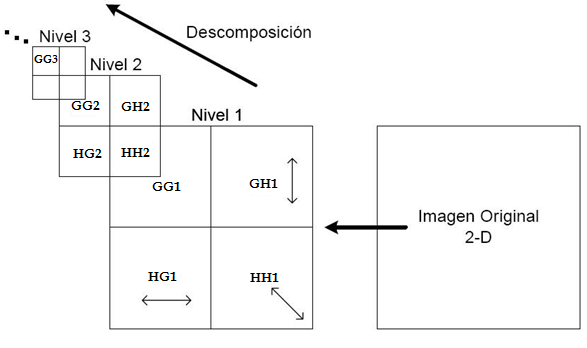 Descomposición
Nivel 3
GG3
Nivel 2
GG2 GH2
HG2 HH2
Nivel 1
GG1 GH1
HG1 HH1
Imagen Original
2-D